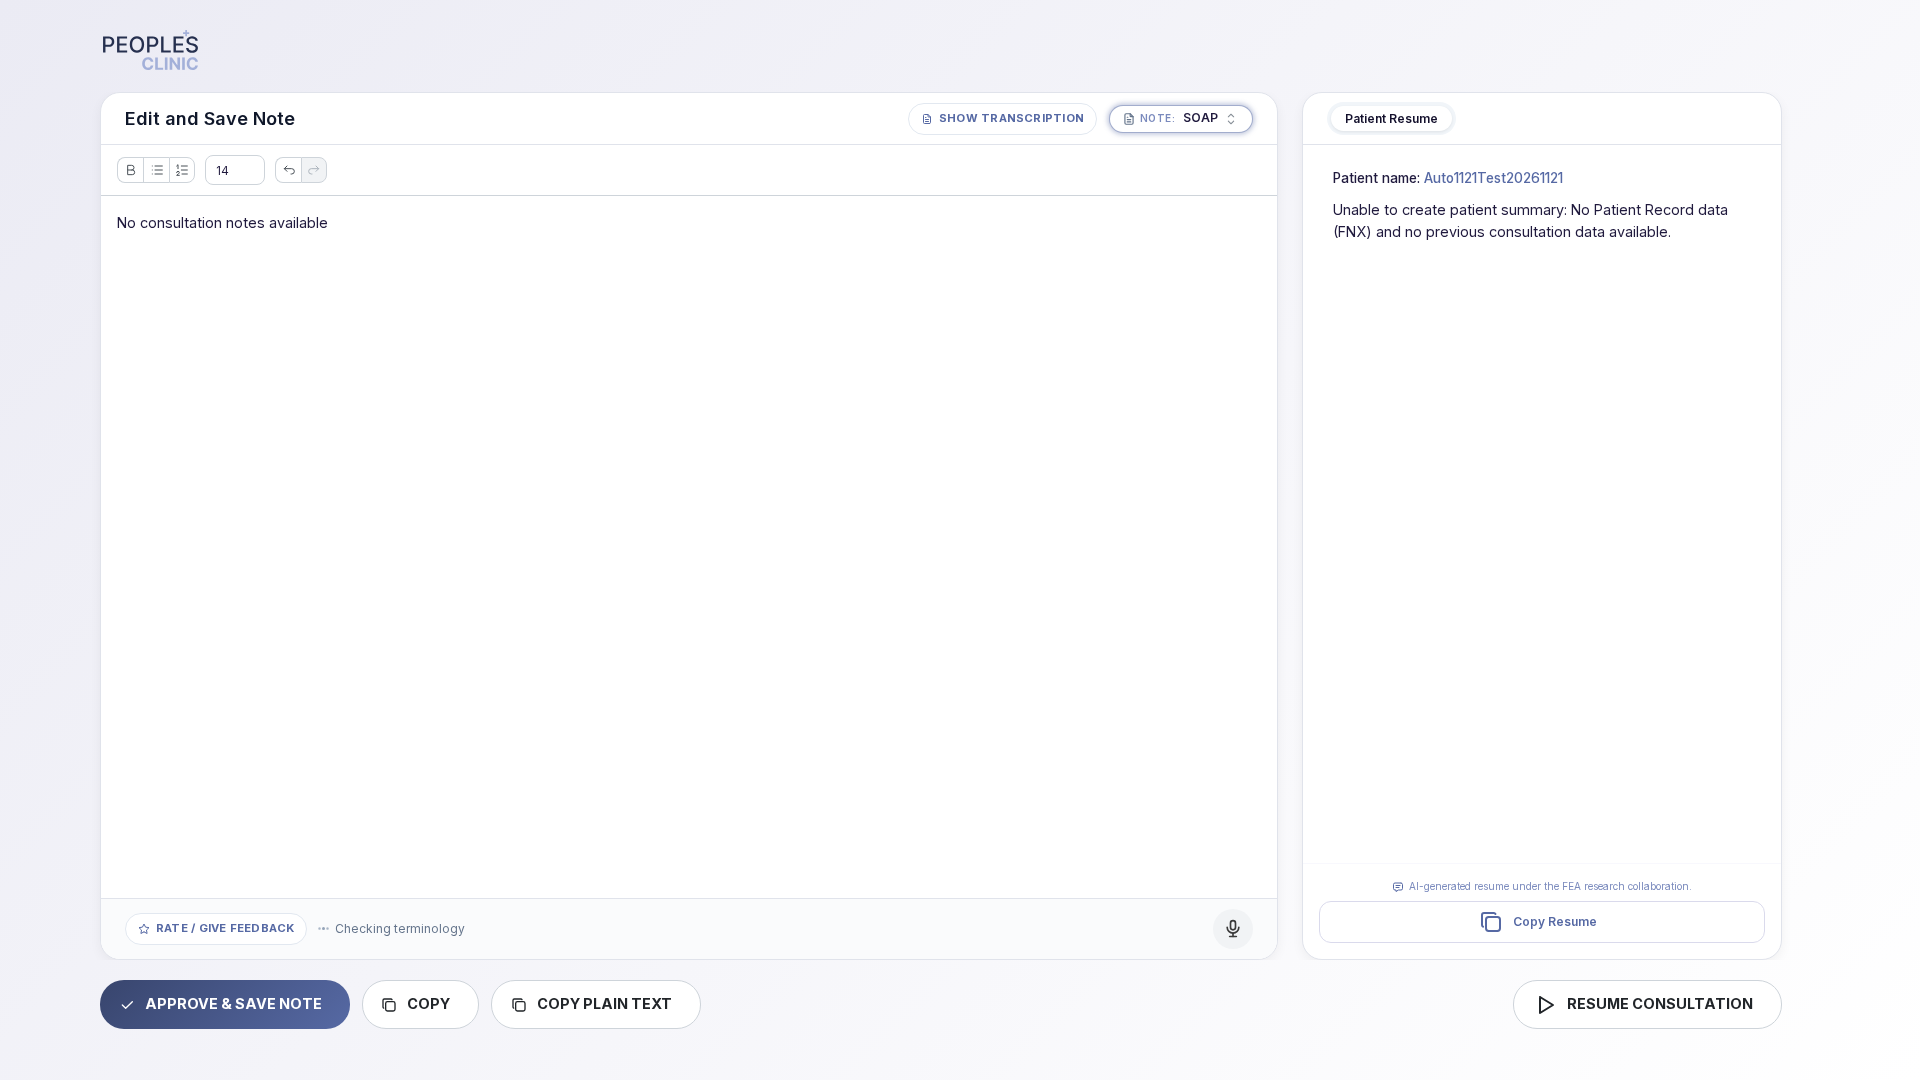 PEOPLES
CLINIC
Edit and Save Note
SHOW TRANSCRIPTION
NOTE: SOAP
Patient Resume
14
No consultation notes available
Patient name: Auto1121Test20261121
Unable to create patient summary: No Patient Record data
(FNX) and no previous consultation data available.
AI-generated resume under the FEA research collaboration.
Copy Resume
RATE / GIVE FEEDBACK
Checking terminology
APPROVE & SAVE NOTE
COPY
COPY PLAIN TEXT
RESUME CONSULTATION